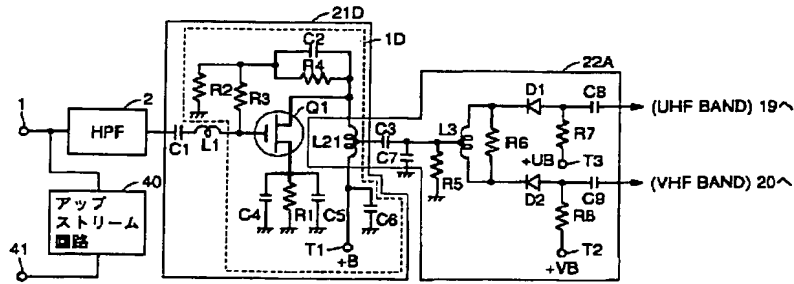 21D
1D
22A
C2
R4
R2
R3
Q1
1
2
HPF
C1
L1
L21
C3
C7
R5
L3
R6
D1
C8
(UHF BAND) 19へ
R7
+UB
T3
D2
C9
(VHF BAND) 20へ
R8
T2
+VB
40
アップ
ストリーム
回路
41
C4
R1
C5
C6
T1
+B